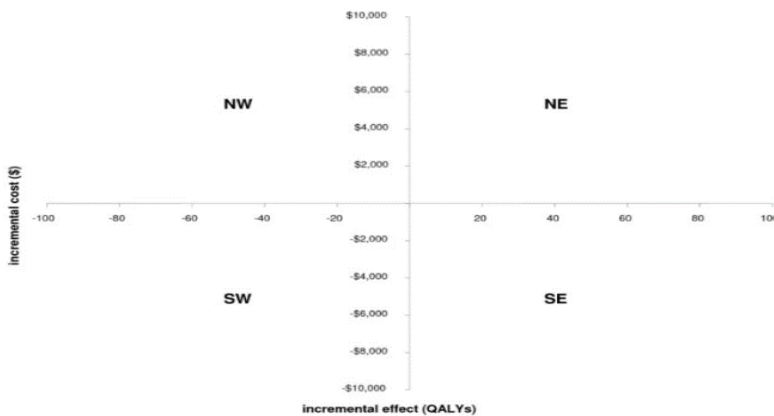 $10,000
$8,000
$6,000
NW NE
$4,000
$2,000
incremental cost ($)
-100 -80 -60 -40 -20 20 40 60 80 10
-$2,000
-$4,000
SW SE
-$6,000
-$8,000
-$10,000
incremental effect (QALYs)